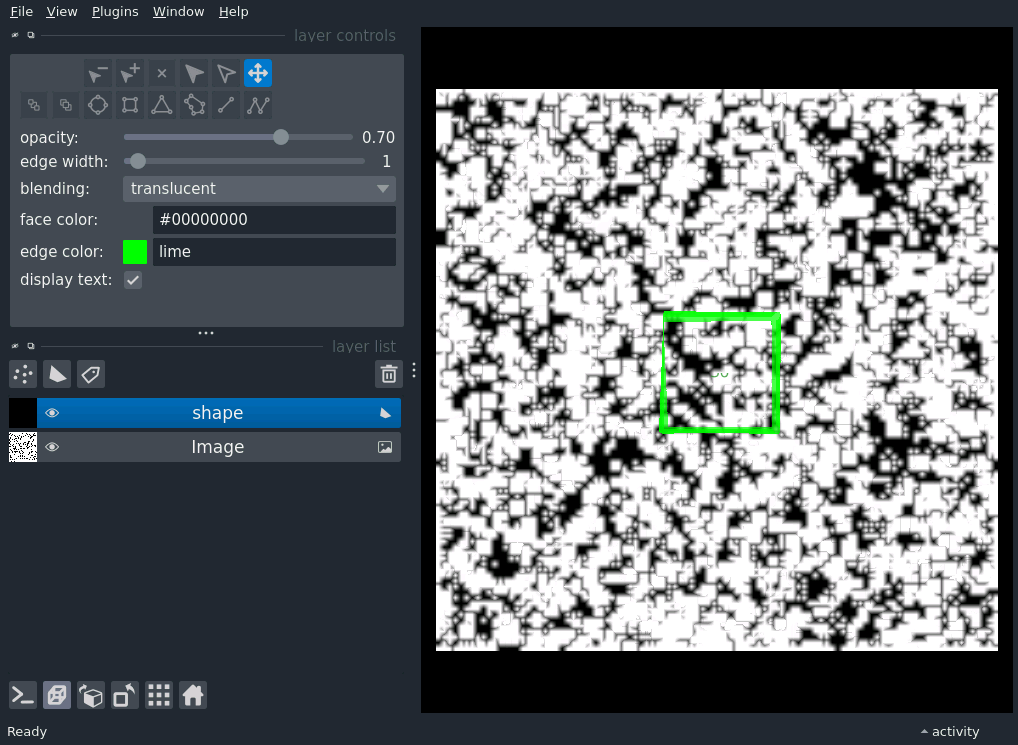 File View Plugins Window Help
layer controls
opacity: 0.70
edge width: 1
blending: translucent
face color: #00000000
edge color: lime
display text:
layer list
shape
Image
Ready
activity